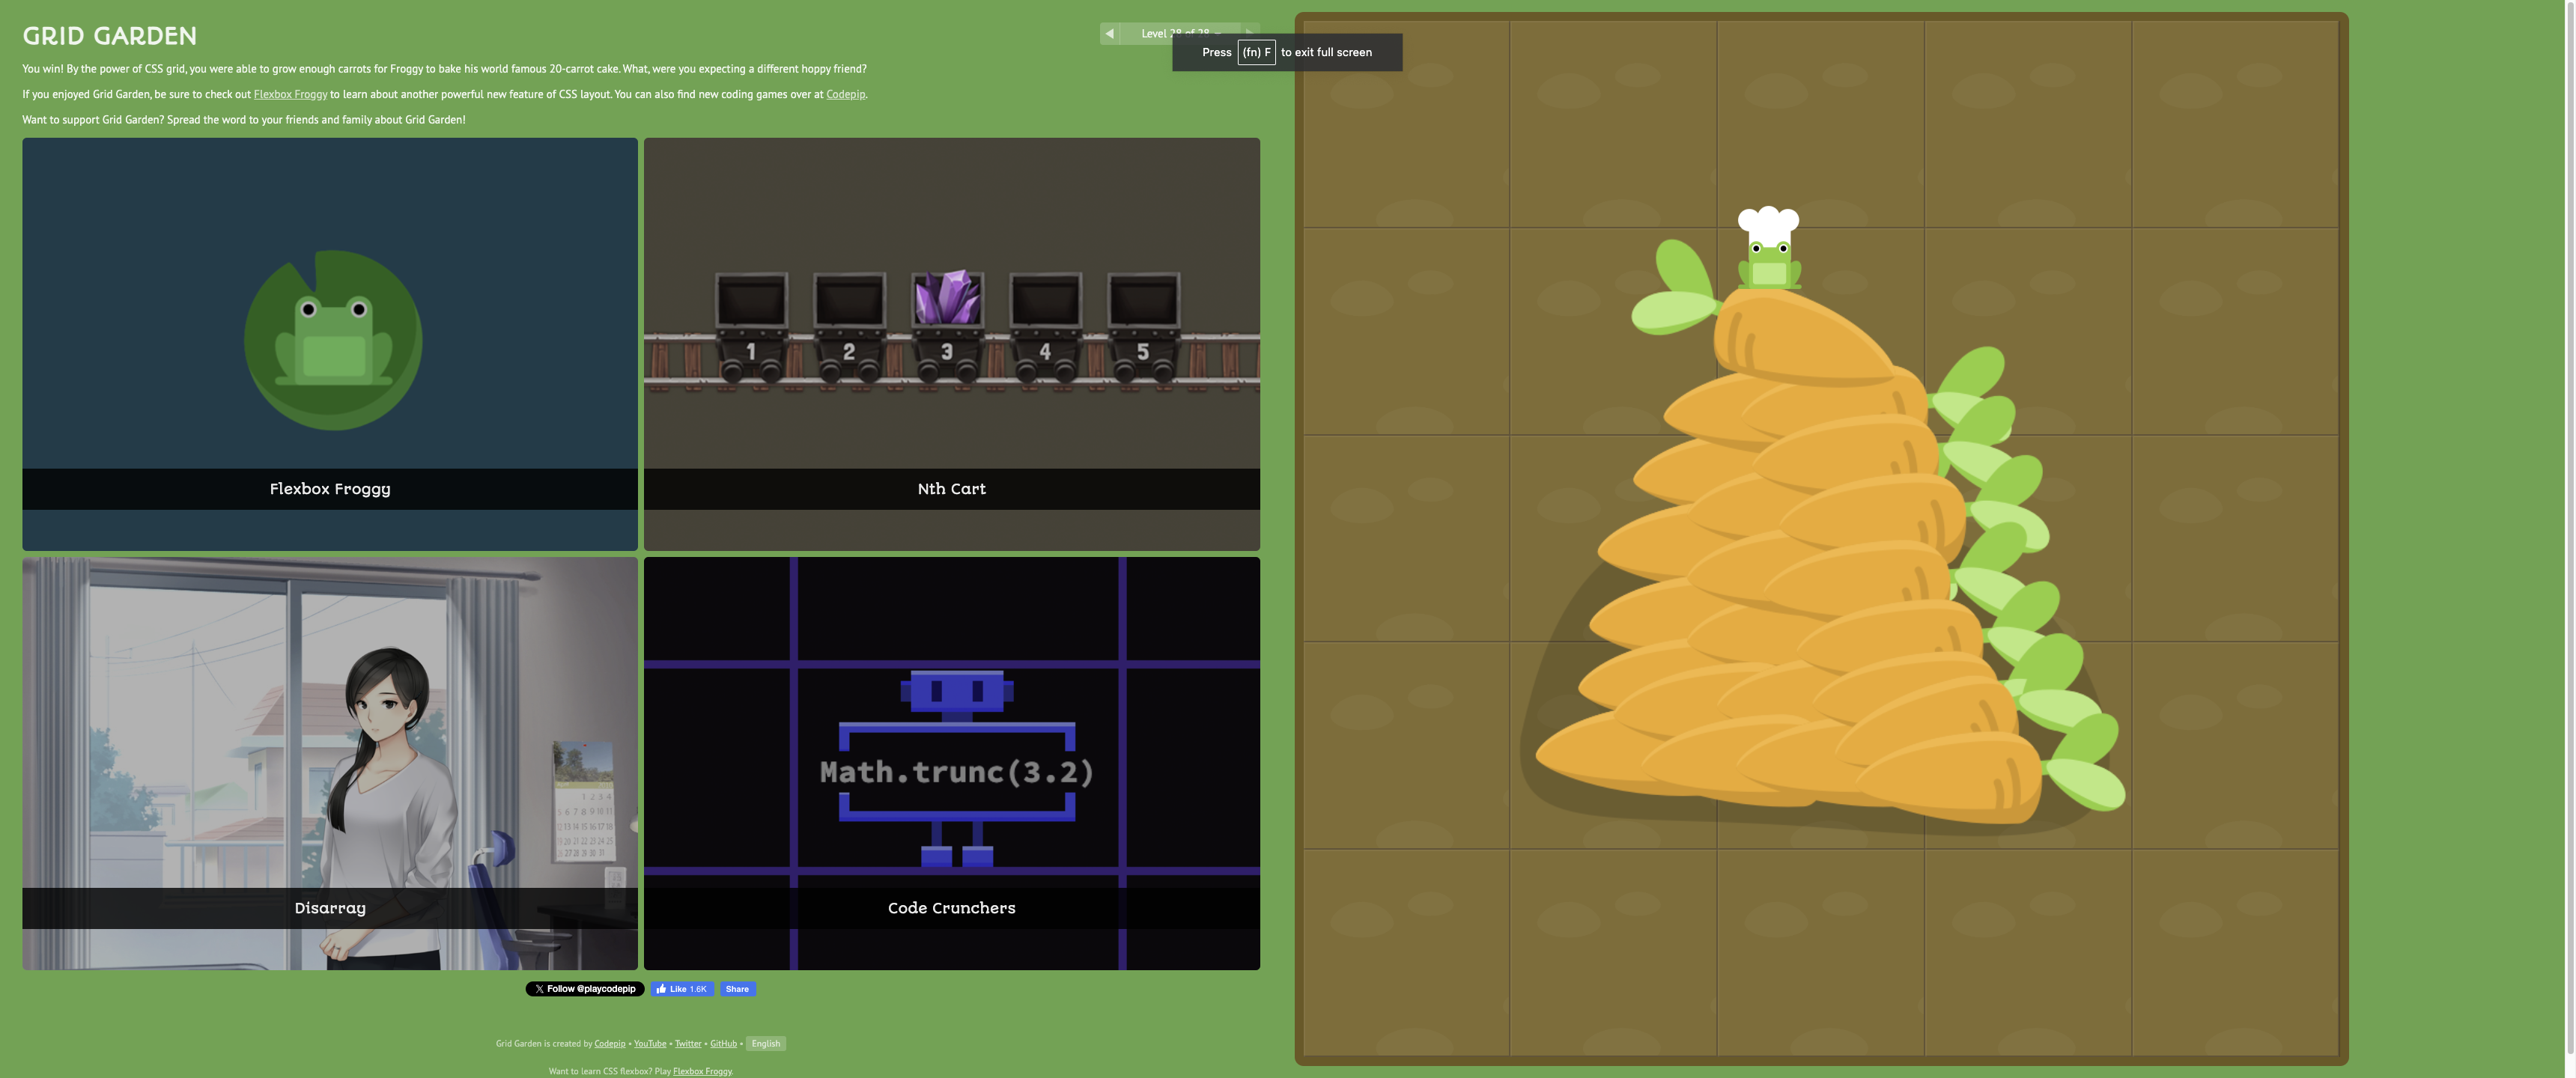 GRID GARDEN
Level 28 of 28
Press (fn) F to exit full screen
You win! By the power of CSS grid, you were able to grow enough carrots for Froggy to bake his world famous 20-carrot cake. What, were you expecting a different hoppy friend?
If you enjoyed Grid Garden, be sure to check out Flexbox Froggy to learn about another powerful new feature of CSS layout. You can also find new coding games over at Codepip.
Want to support Grid Garden? Spread the word to your friends and family about Grid Garden!
1 2 3 4 5
Flexbox Froggy
Nth Cart
Math.trunc(3.2)
Disarray
Code Crunchers
Follow @playcodepip
Like 1.6K
Share
Grid Garden is created by Codepip • YouTube • Twitter • GitHub • English
Want to learn CSS flexbox? Play Flexbox Froggy.